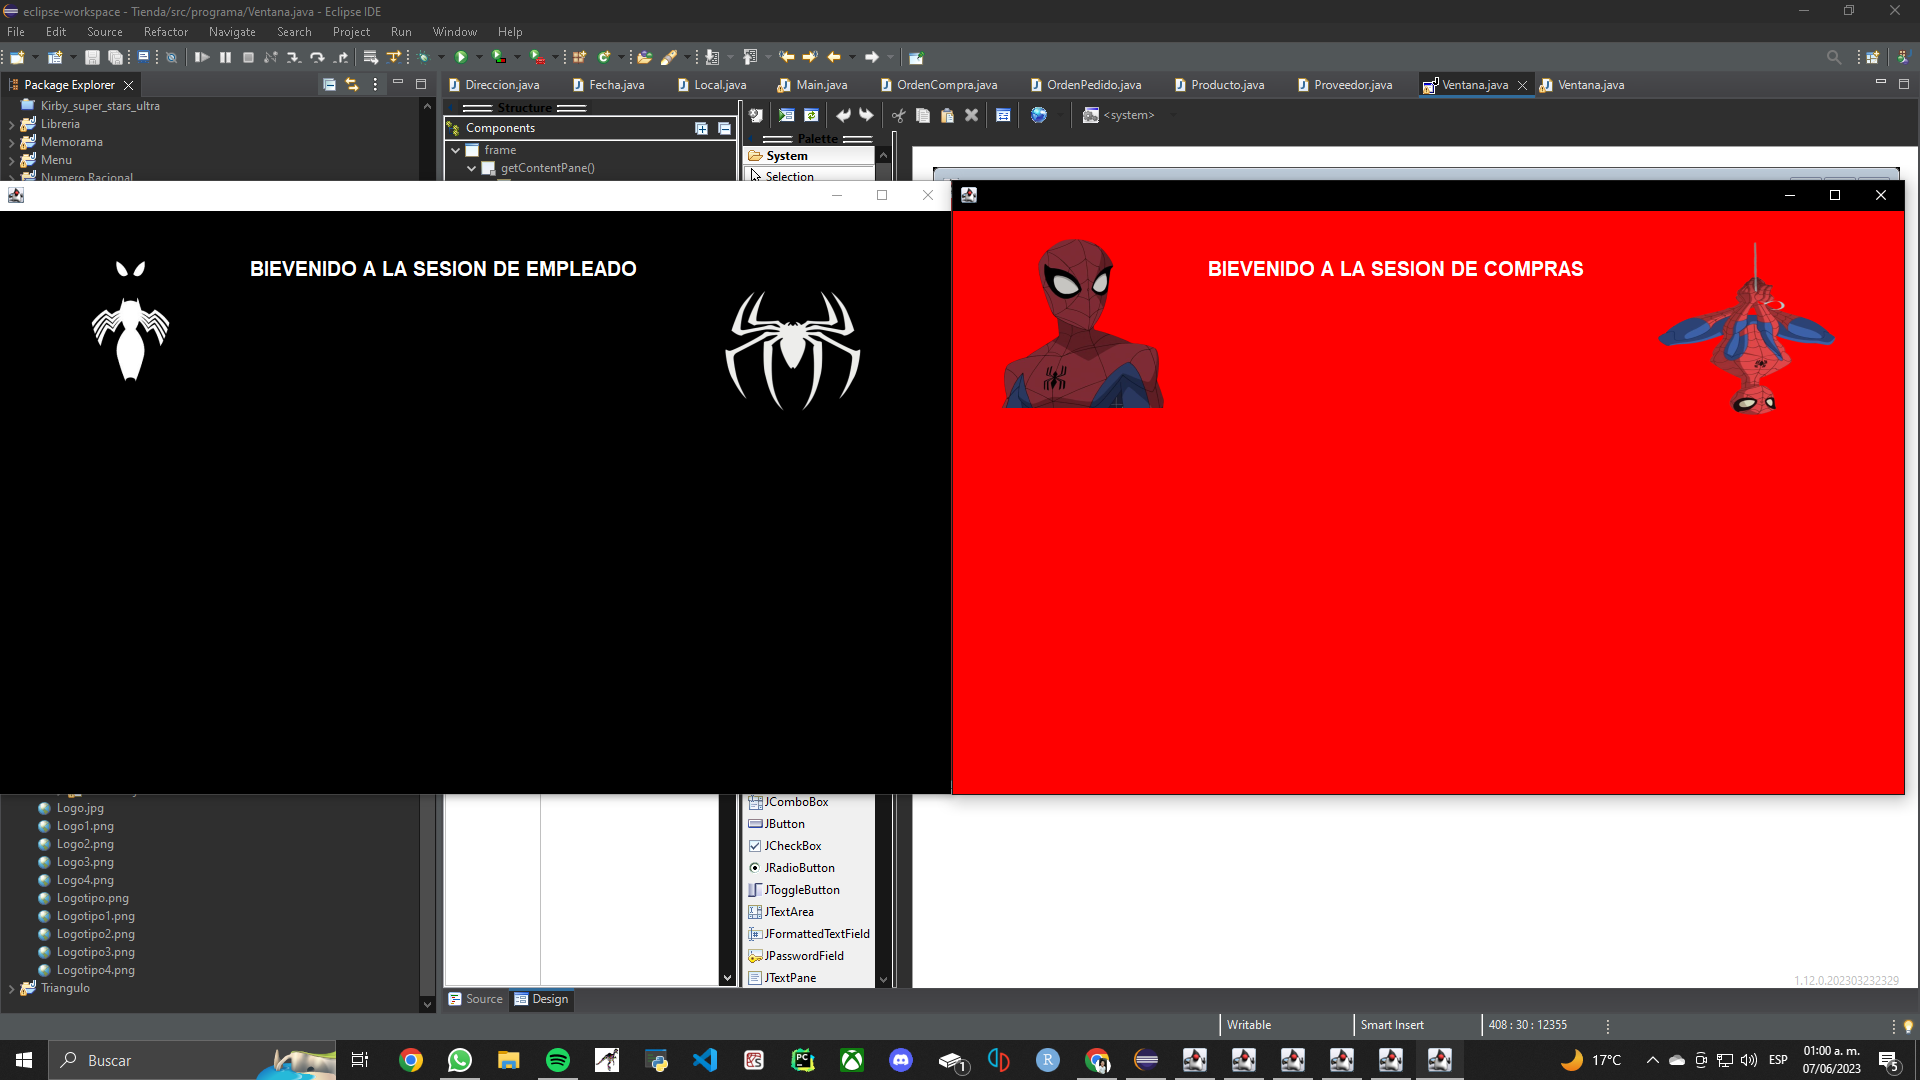 eclipse-workspace - Tienda/src/programa/Ventana.java - Eclipse IDE
File Edit Source Refactor Navigate Search Project Run Window Help
Package Explorer
Direccion.java Fecha.java Local.java Main.java OrdenCompra.java OrdenPedido.java Producto.java Proveedor.java Ventana.java Ventana.java
Kirby_super_stars_ultra
Libreria
Memorama
Menu
Numero Racional
Structure
Components
frame
getContentPane()
<system>
Palette
System
Selection
BIEVENIDO A LA SESION DE EMPLEADO
BIEVENIDO A LA SESION DE COMPRAS
Logo.jpg
Logo1.png
Logo2.png
Logo3.png
Logo4.png
Logotipo.png
Logotipo1.png
Logotipo2.png
Logotipo3.png
Logotipo4.png
Triangulo
JComboBox
JButton
JCheckBox
JRadioButton
JToggleButton
JTextArea
JFormattedTextField
JPasswordField
JTextPane
1.12.0.202303232329
Source Design
Writable Smart Insert 408 : 30 : 12355
Buscar
17°C
ESP
01:00 a. m.
07/06/2023
1
5